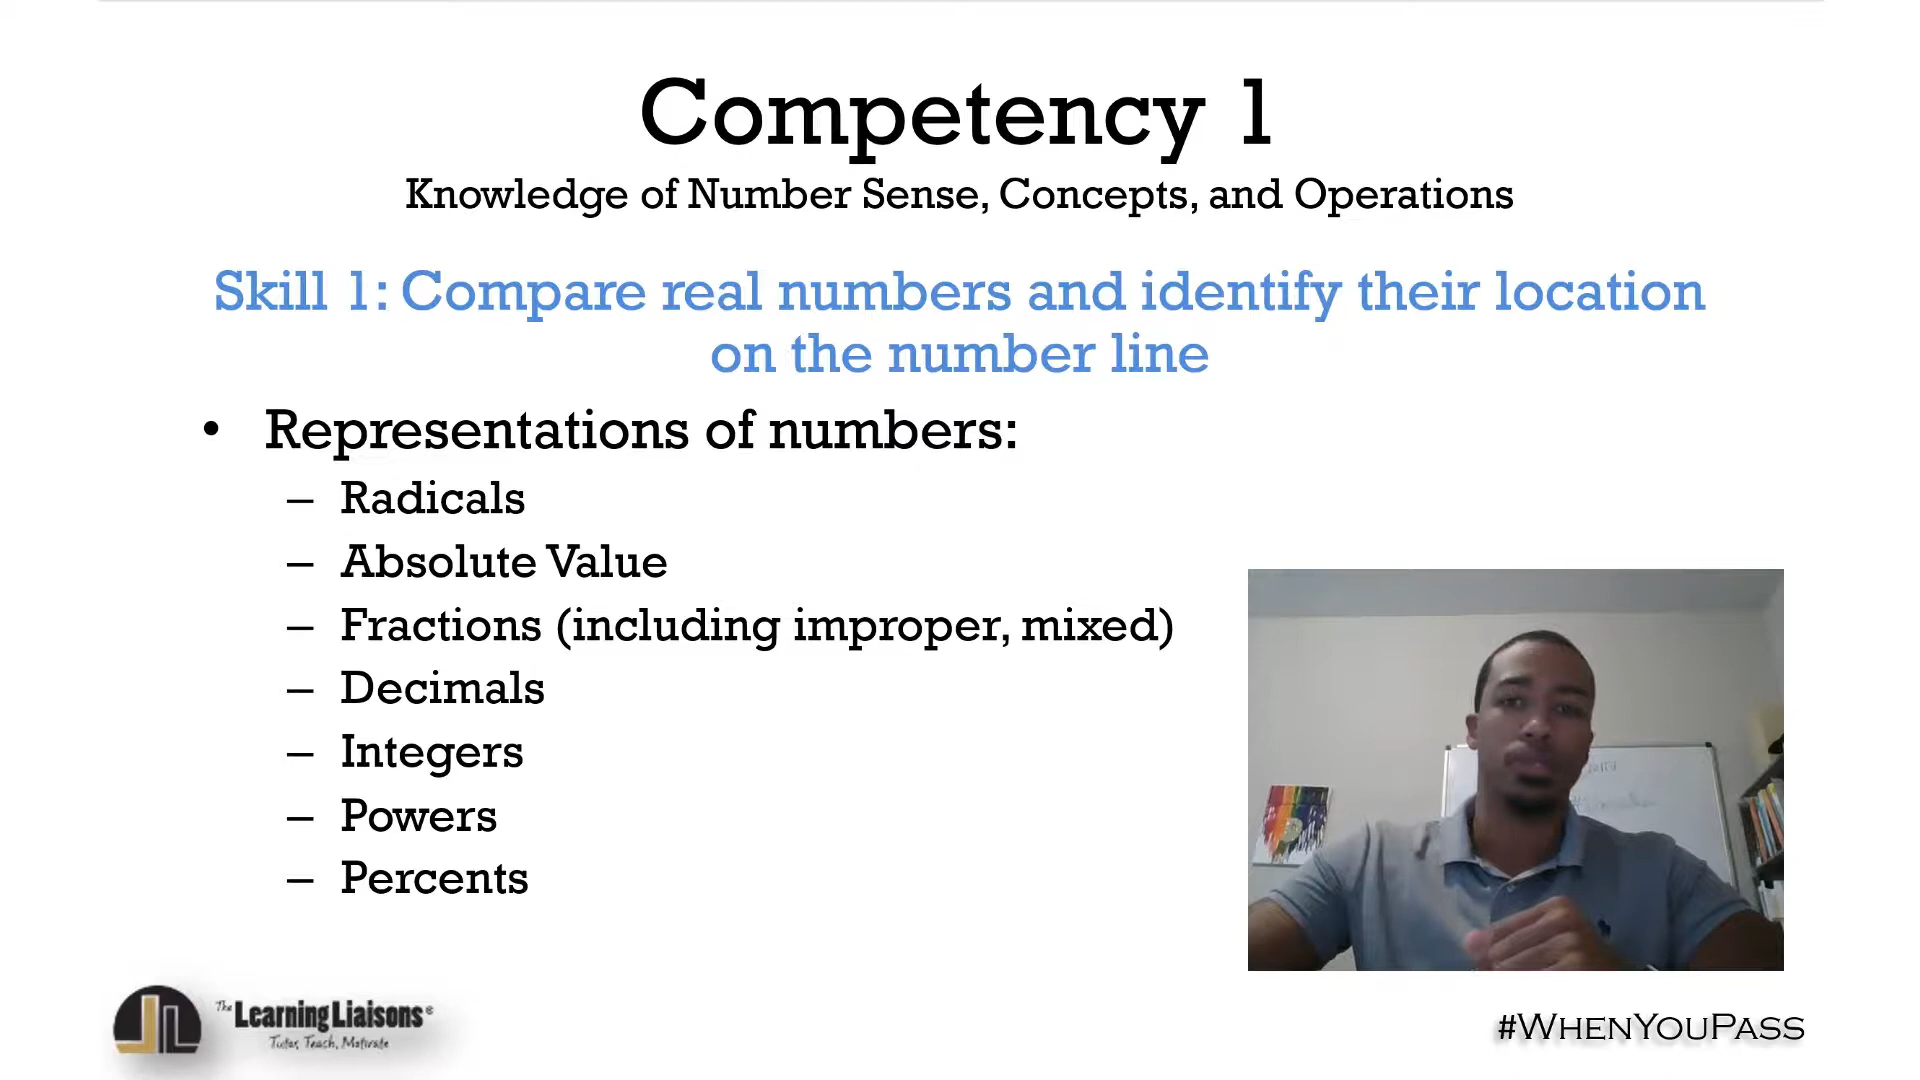 Competency 1
Knowledge of Number Sense, Concepts, and Operations
Skill 1: Compare real numbers and identify their location
on the number line
• Representations of numbers:
– Radicals
– Absolute Value
– Fractions (including improper, mixed)
– Decimals
– Integers
– Powers
– Percents
The Learning Liaisons®
Tutor, Teach, Motivate
#WHENYOUPASS